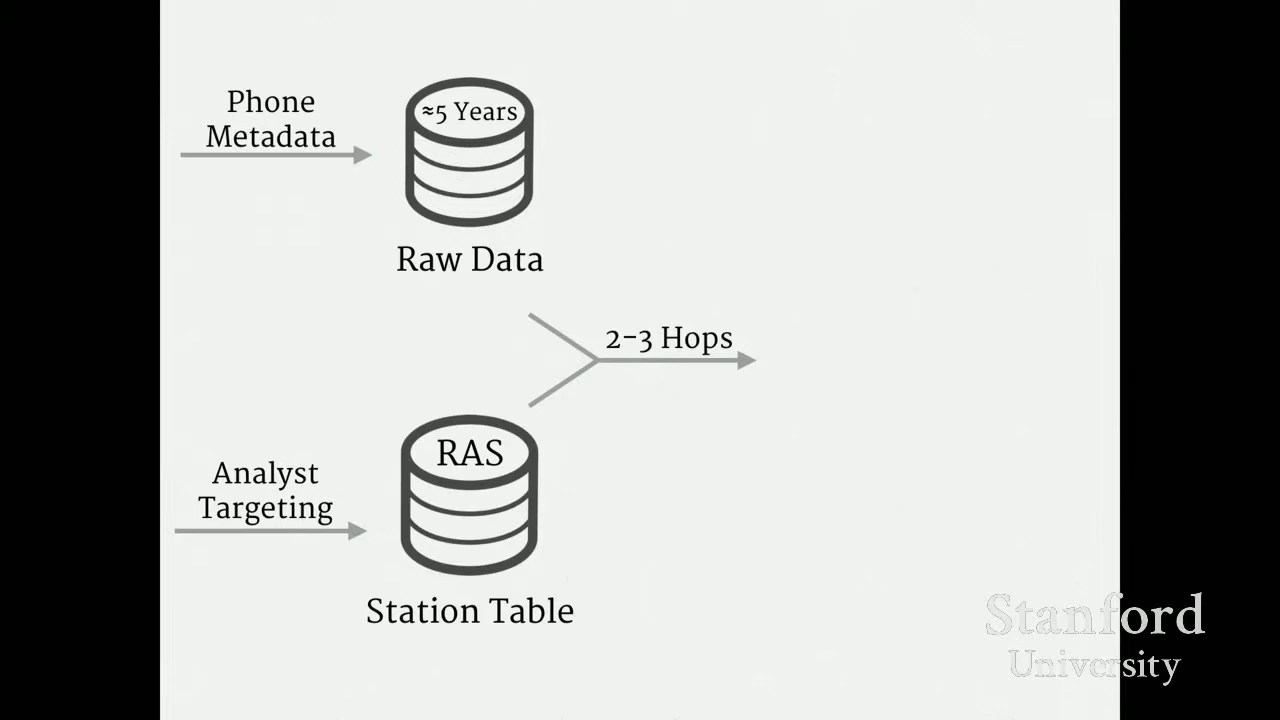 Phone
Metadata
≈5 Years
Raw Data
2-3 Hops
Analyst
Targeting
RAS
Station Table
Stanford
University